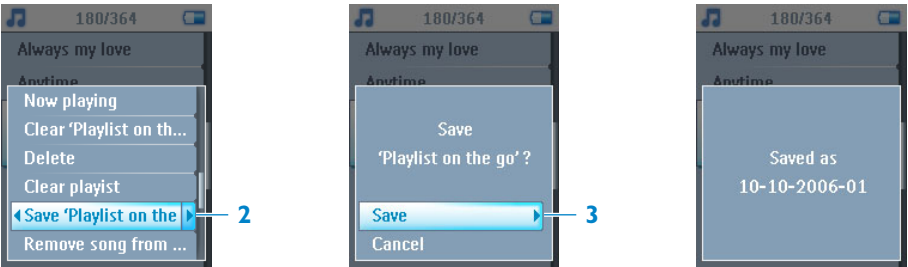 180/364
Always my love
Anytime
Now playing
Clear 'Playlist on th...
Delete
Clear playist
Save 'Playlist on the
2
Remove song from ...
180/364
Always my love
Anytime
Save
'Playlist on the go' ?
Save
3
Cancel
180/364
Always my love
Anytime
Saved as
10-10-2006-01